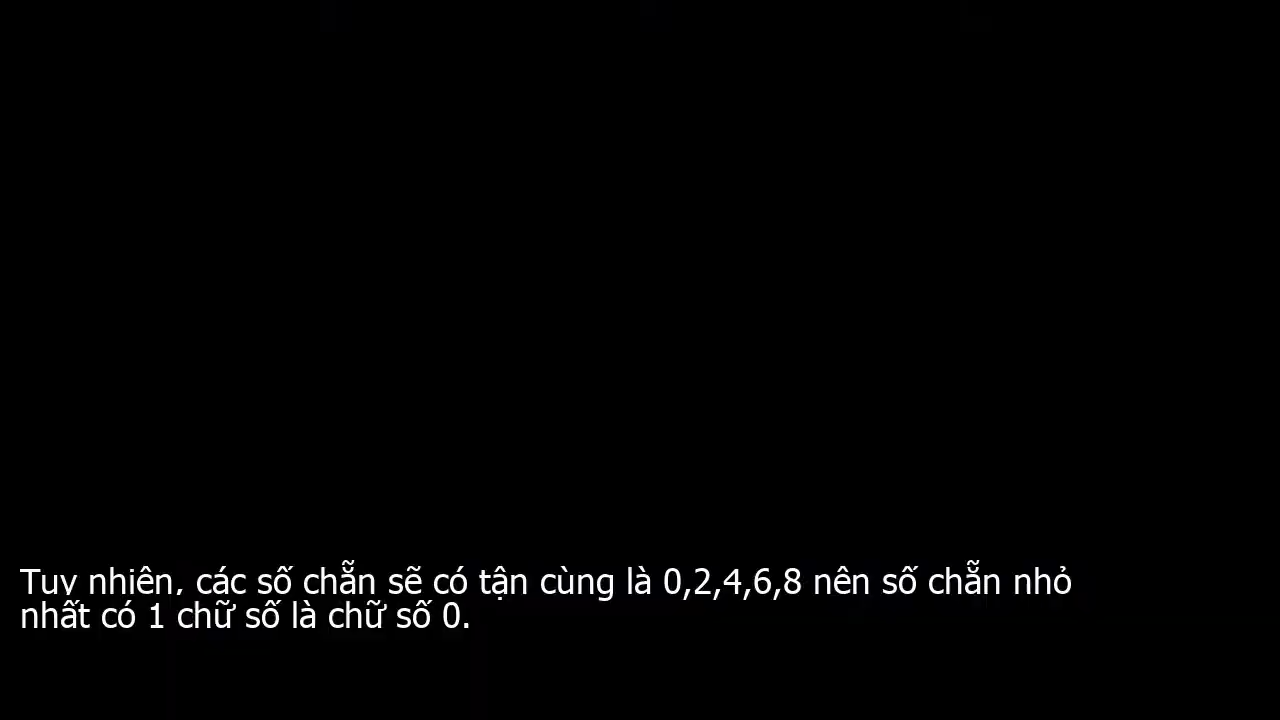 Tuy nhiên, các số chẵn sẽ có tận cùng là 0,2,4,6,8 nên số chẵn nhỏ
nhất có 1 chữ số là chữ số 0.